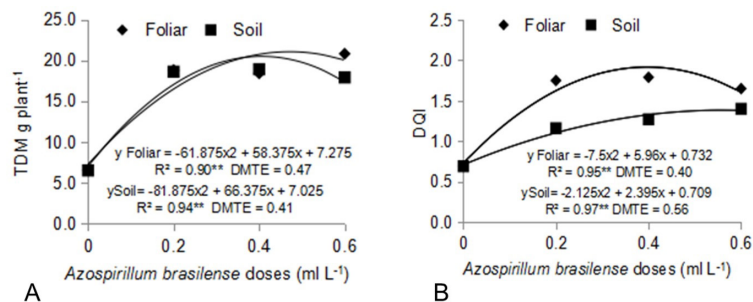 Foliar Soil
TDM g plant-1
25.0
20.0
15.0
10.0
5.0
0.0
y Foliar = -61.875x2 + 58.375x + 7.275
R² = 0.90** DMTE = 0.47
ySoil= -81.875x2 + 66.375x + 7.025
R² = 0.94** DMTE = 0.41
0 0.2 0.4 0.6
Azospirillum brasilense doses (ml L-1)
A
Foliar Soil
DQI
2.5
2.0
1.5
1.0
0.5
0.0
y Foliar = -7.5x2 + 5.96x + 0.732
R² = 0.95** DMTE = 0.40
ySoil= -2.125x2 + 2.395x + 0.709
R² = 0.97** DMTE = 0.56
0 0.2 0.4 0.6
Azospirillum brasilense doses (ml L-1)
B